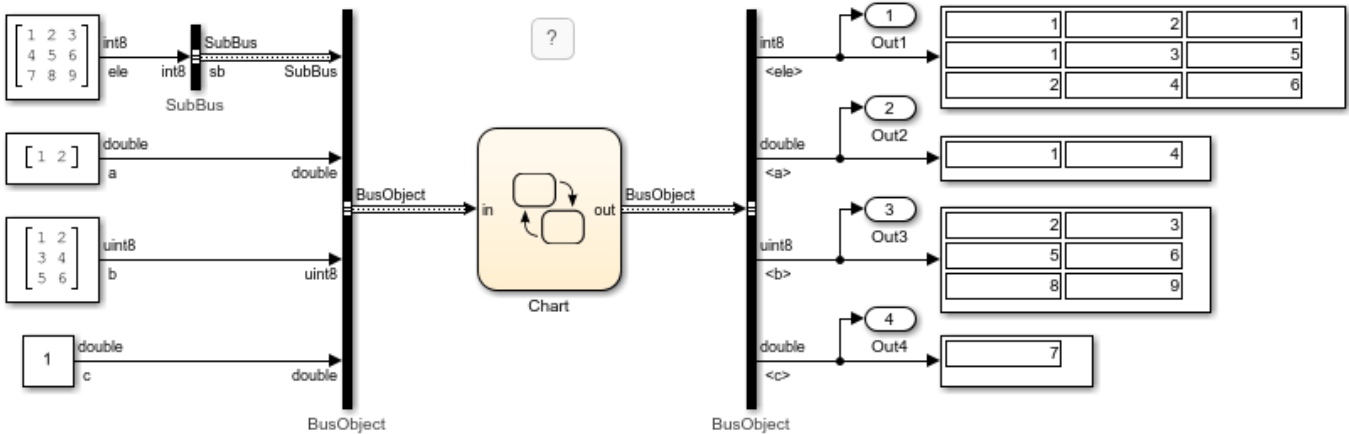 1 2 3
4 5 6
7 8 9
int8
ele
int8
SubBus
sb
SubBus
SubBus
[ 1 2 ]
double
a
double
1 2
3 4
5 6
uint8
b
uint8
1
double
c
double
BusObject
BusObject
?
in
out
Chart
BusObject
BusObject
int8
<ele>
1
Out1
1 2 1
1 3 5
2 4 6
double
<a>
2
Out2
1 4
uint8
<b>
3
Out3
2 3
5 6
8 9
double
<c>
4
Out4
7